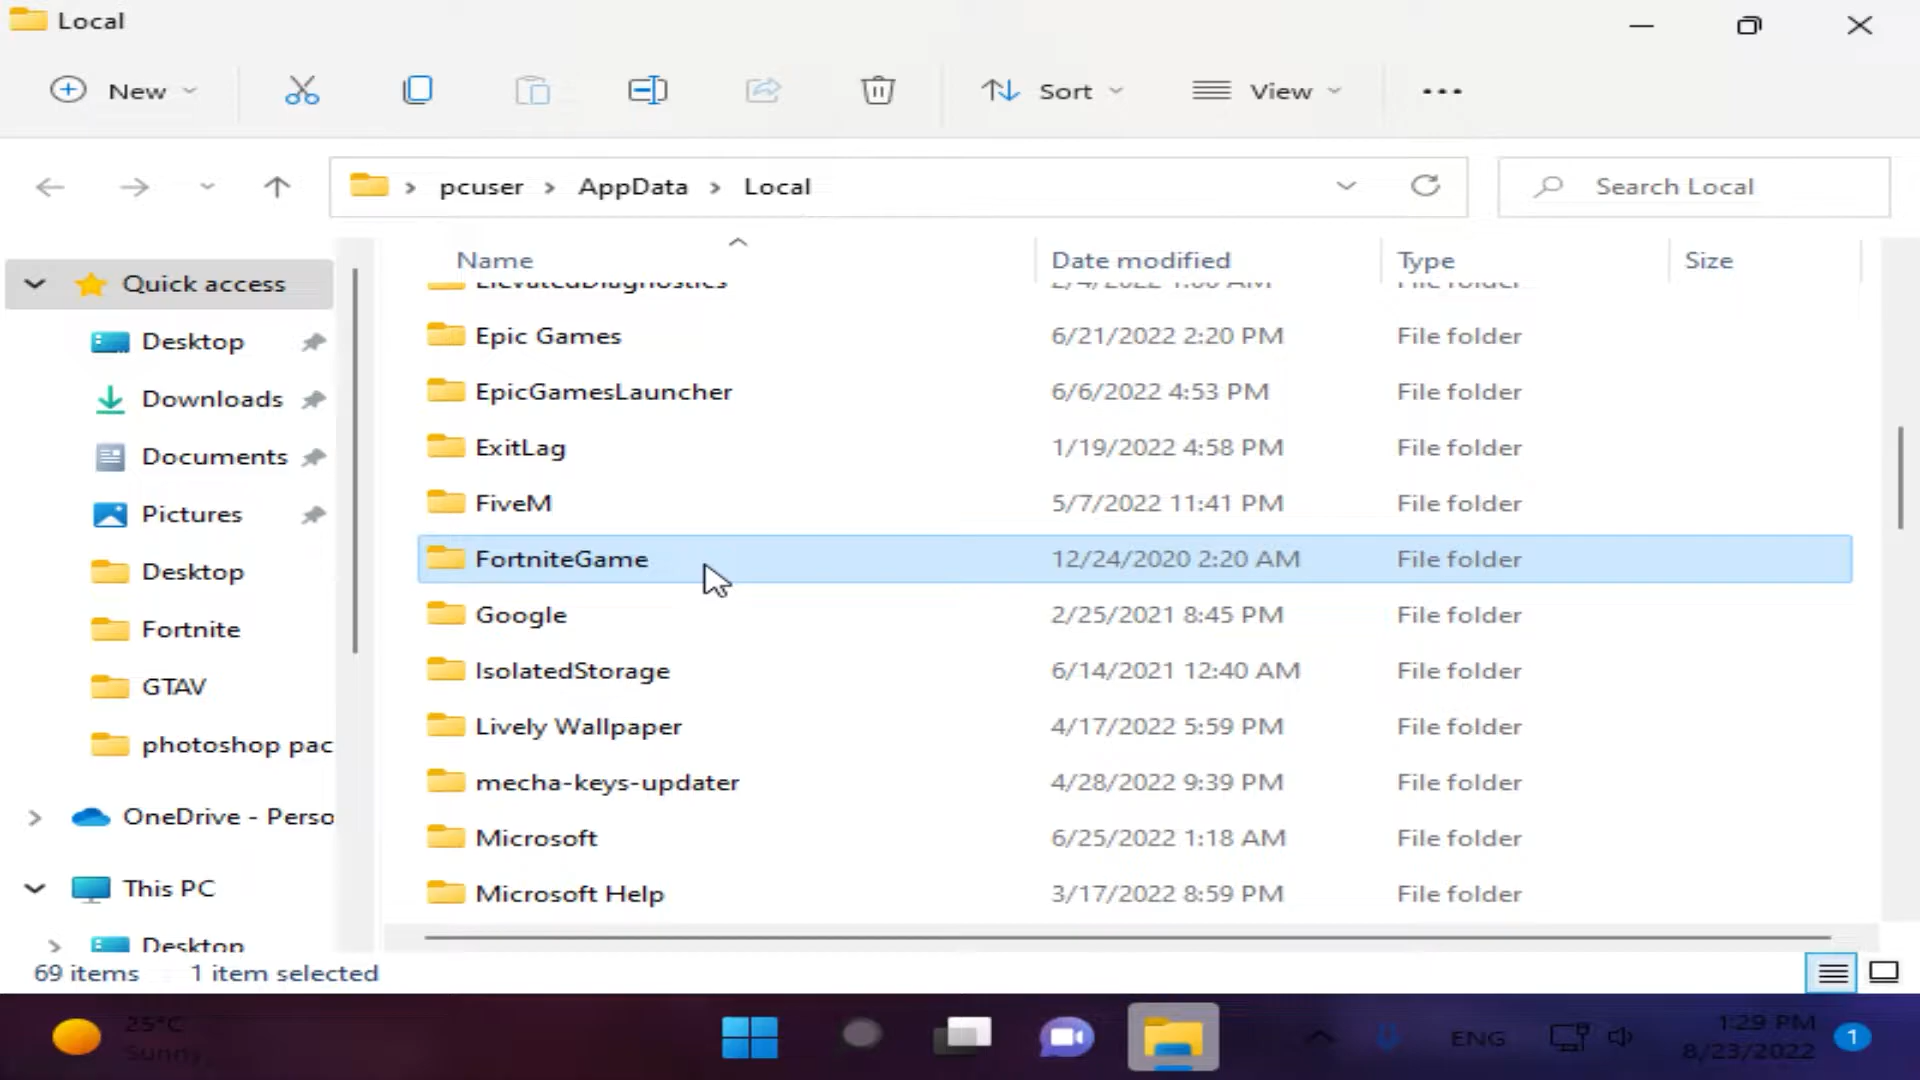 Local
New
Sort
View
pcuser > AppData > Local
Search Local
Name
Date modified
Type
Size
Quick access
Desktop
Downloads
Documents
Pictures
Desktop
Fortnite
GTAV
photoshop pac
OneDrive - Perso
This PC
Desktop
ElevatedDiagnostics
Epic Games 6/21/2022 2:20 PM File folder
EpicGamesLauncher 6/6/2022 4:53 PM File folder
ExitLag 1/19/2022 4:58 PM File folder
FiveM 5/7/2022 11:41 PM File folder
FortniteGame 12/24/2020 2:20 AM File folder
Google 2/25/2021 8:45 PM File folder
IsolatedStorage 6/14/2021 12:40 AM File folder
Lively Wallpaper 4/17/2022 5:59 PM File folder
mecha-keys-updater 4/28/2022 9:39 PM File folder
Microsoft 6/25/2022 1:18 AM File folder
Microsoft Help 3/17/2022 8:59 PM File folder
69 items 1 item selected
25°C
Sunny
ENG
1:29 PM
8/23/2022
1